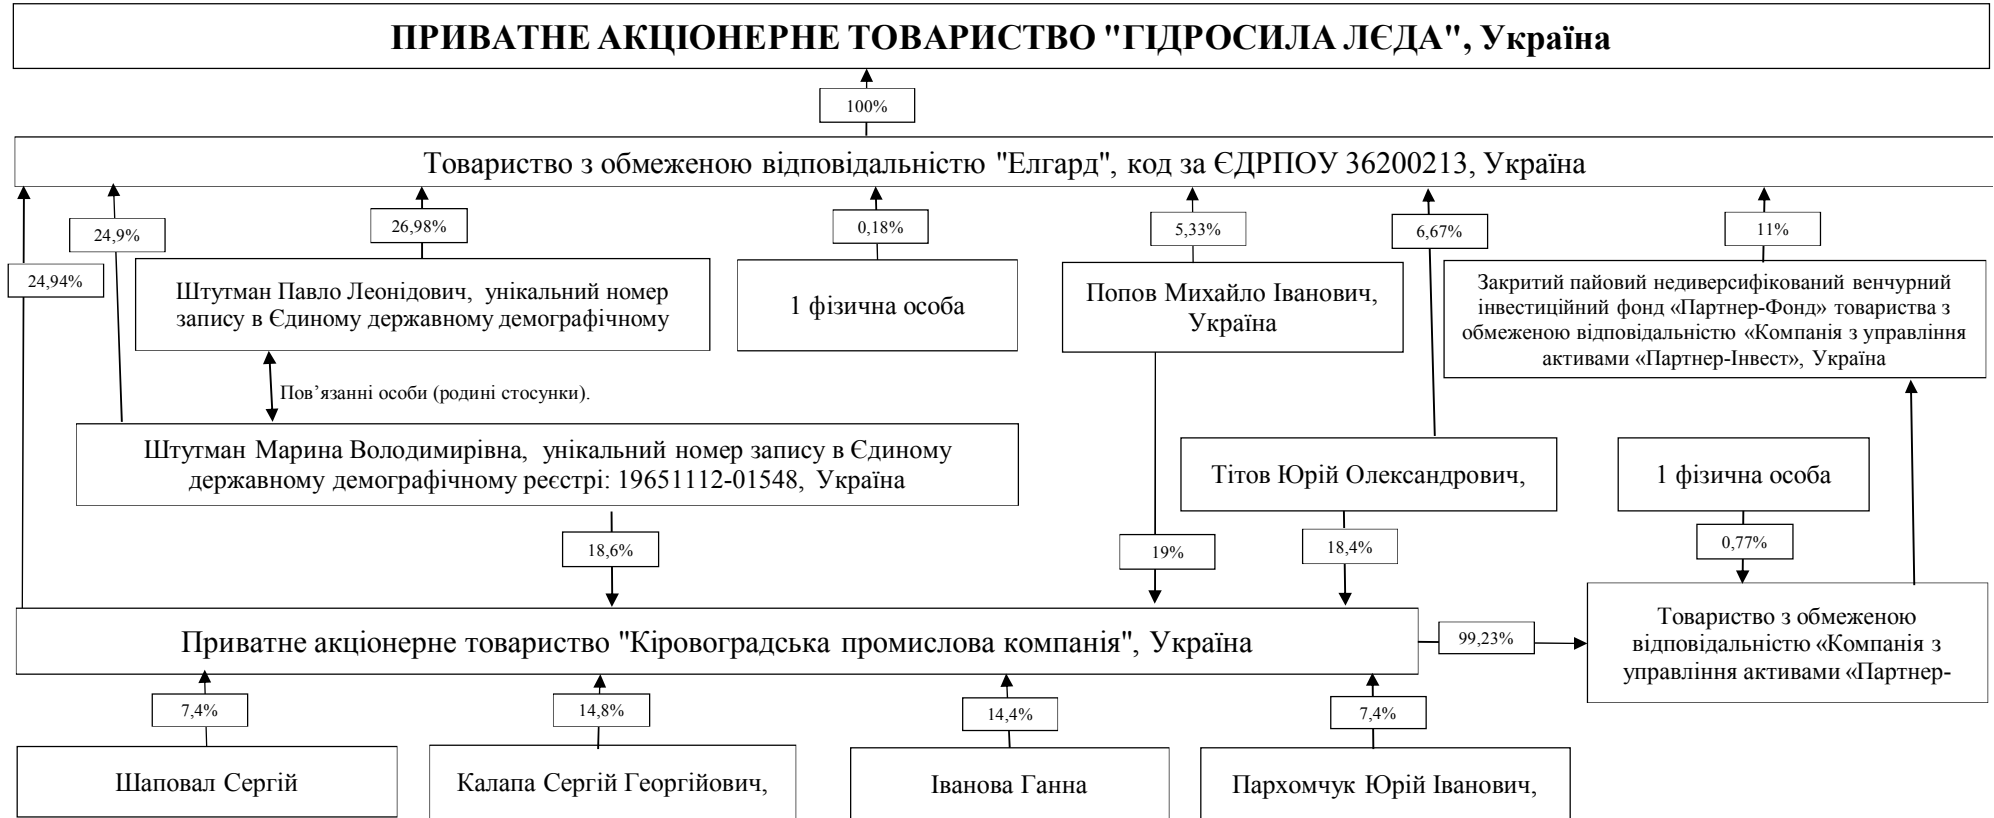 ПРИВАТНЕ АКЦІОНЕРНЕ ТОВАРИСТВО "ГІДРОСИЛА ЛЄДА", Україна
100%
Товариство з обмеженою відповідальністю "Елгард", код за ЄДРПОУ 36200213, Україна
24,94%
24,9%
26,98%
0,18%
5,33%
6,67%
11%
Штутман Павло Леонідович, унікальний номер
запису в Єдиному державному демографічному
1 фізична особа
Попов Михайло Іванович,
Україна
Закритий пайовий недиверсифікований венчурний
інвестиційний фонд «Партнер-Фонд» товариства з
обмеженою відповідальністю «Компанія з управління
активами «Партнер-Інвест», Україна
Пов’язанні особи (родині стосунки).
Штутман Марина Володимирівна, унікальний номер запису в Єдиному
державному демографічному реєстрі: 19651112-01548, Україна
Тітов Юрій Олександрович,
1 фізична особа
18,6%
19%
18,4%
0,77%
Приватне акціонерне товариство "Кіровоградська промислова компанія", Україна
99,23%
Товариство з обмеженою
відповідальністю «Компанія з
управління активами «Партнер-
7,4%
14,8%
14,4%
7,4%
Шаповал Сергій
Калапа Сергій Георгійович,
Іванова Ганна
Пархомчук Юрій Іванович,